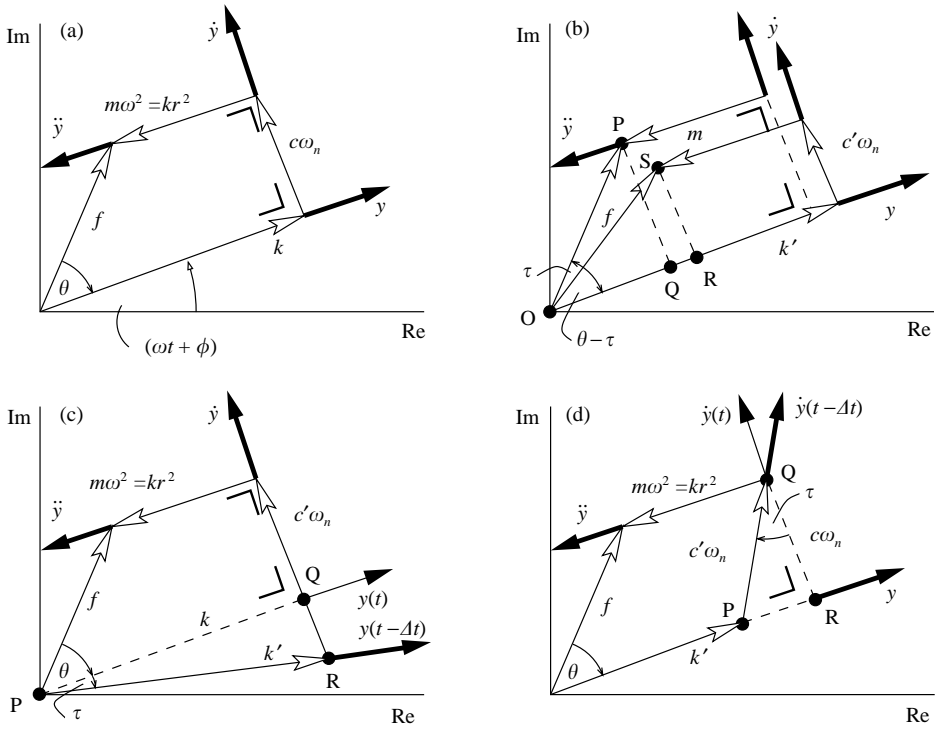 Im (a) ẏ
mω² = kr²
ÿ
cωₙ
f
k y
θ
Re
(ωt + ϕ)
Im (b) ẏ
ÿ P
m c′ωₙ
S
f
k′ y
τ
Q R
O
θ−τ Re
Im (c) ẏ
mω² = kr²
ÿ
c′ωₙ
f Q
k y(t)
y(t−Δt)
θ k′
P R
τ Re
Im (d) ẏ(t) ẏ(t−Δt)
Q
mω² = kr²
ÿ τ
c′ωₙ cωₙ
f
P y
R
θ k′
Re